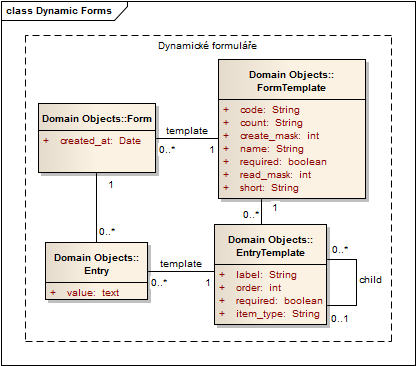 class Dynamic Forms
Dynamické formuláře
Domain Objects::Form
+ created_at: Date
template
0..*
1
Domain Objects::
FormTemplate
+ code: String
+ count: String
+ create_mask: int
+ name: String
+ required: boolean
+ read_mask: int
+ short: String
1
0..*
1
0..*
Domain Objects::
Entry
+ value: text
template
0..*
1
Domain Objects::
EntryTemplate
+ label: String
+ order: int
+ required: boolean
+ item_type: String
0..*
child
0..1